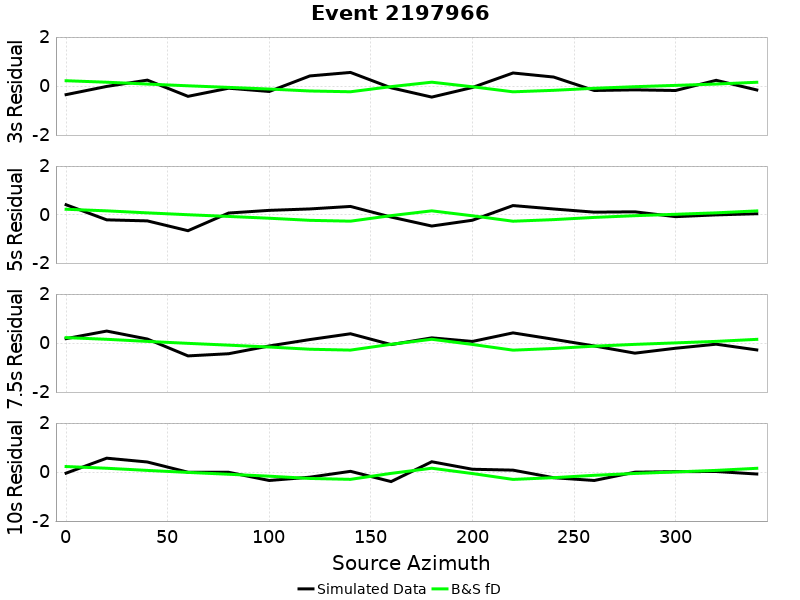 Event 2197966
3s Residual
2
0
-2
5s Residual
2
0
-2
7.5s Residual
2
0
-2
10s Residual
2
0
-2
0 50 100 150 200 250 300
Source Azimuth
Simulated Data B&S fD